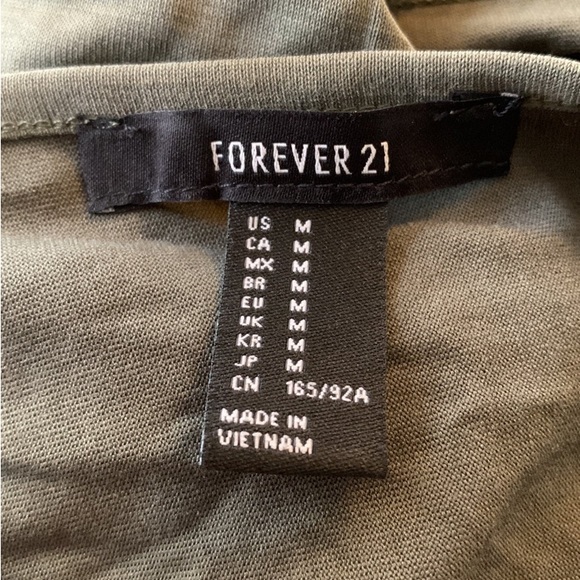 FOREVER 21
US M
CA M
MX M
BR M
EU M
UK M
KR M
JP M
CN 165/92A
MADE IN
VIETNAM